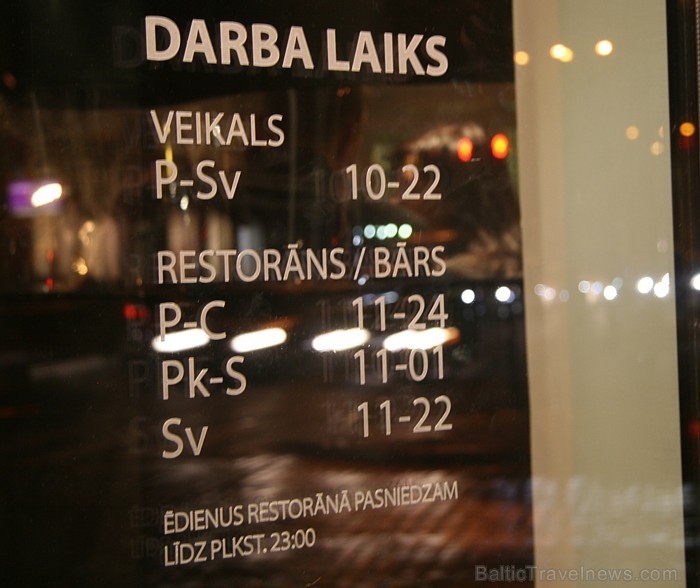 DARBA LAIKS
VEIKALS
P-Sv 10-22
RESTORĀNS / BĀRS
P-C 11-24
Pk-S 11-01
Sv 11-22
ĒDIENUS RESTORĀNĀ PASNIEDZAM
LĪDZ PLKST. 23:00
BalticTravelnews.com